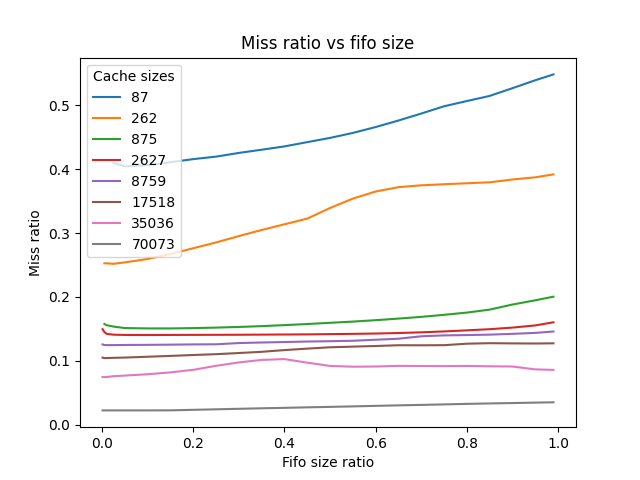 Miss ratio vs fifo size
Cache sizes
87
262
875
2627
8759
17518
35036
70073
0.5
0.4
0.3
0.2
0.1
0.0
Miss ratio
0.0 0.2 0.4 0.6 0.8 1.0
Fifo size ratio